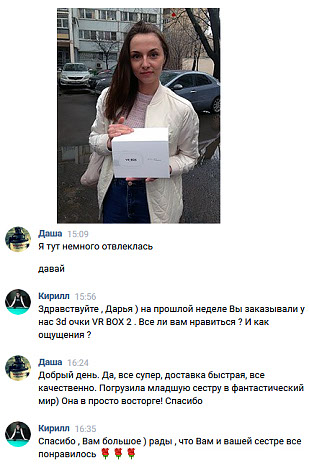 VR BOX
Даша 15:09
Я тут немного отвлеклась
давай
Кирилл 15:56
Здравствуйте , Дарья ) на прошлой неделе Вы заказывали у
нас 3d очки VR BOX 2 . Все ли вам нравиться ? И как
ощущения ?
Даша 16:24
Добрый день. Да, все супер, доставка быстрая, все
качественно. Погрузила младшую сестру в фантастический
мир) Она в просто восторге! Спасибо
Кирилл 16:35
Спасибо , Вам большое ) рады , что Вам и вашей сестре все
понравилось 🌹🌹🌹